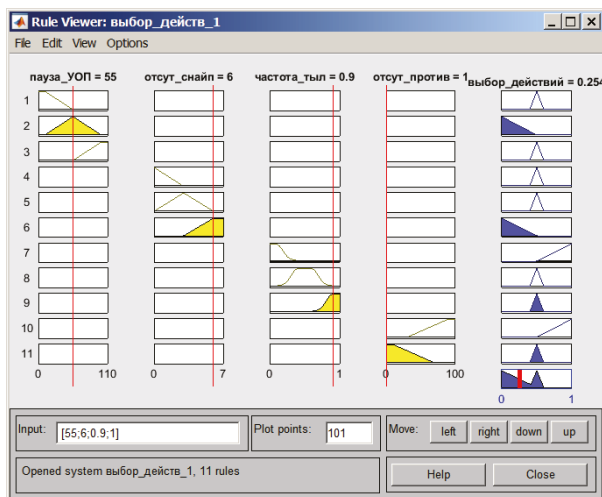 Rule Viewer: выбор_действ_1
File Edit View Options
пауза_УОП = 55 отсут_снайп = 6 частота_тыл = 0.9 отсут_против = 1 выбор_действий = 0.254
1
2
3
4
5
6
7
8
9
10
11
0 110 0 7 0 1 0 100
0 1
Input: [55;6;0.9;1] Plot points: 101 Move: left right down up
Opened system выбор_действ_1, 11 rules Help Close